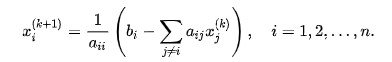 $x_i^{(k+1)} = \frac{1}{a_{ii}} \left( b_i - \sum_{j \neq i} a_{ij} x_j^{(k)} \right), \quad i = 1, 2, \ldots, n.$